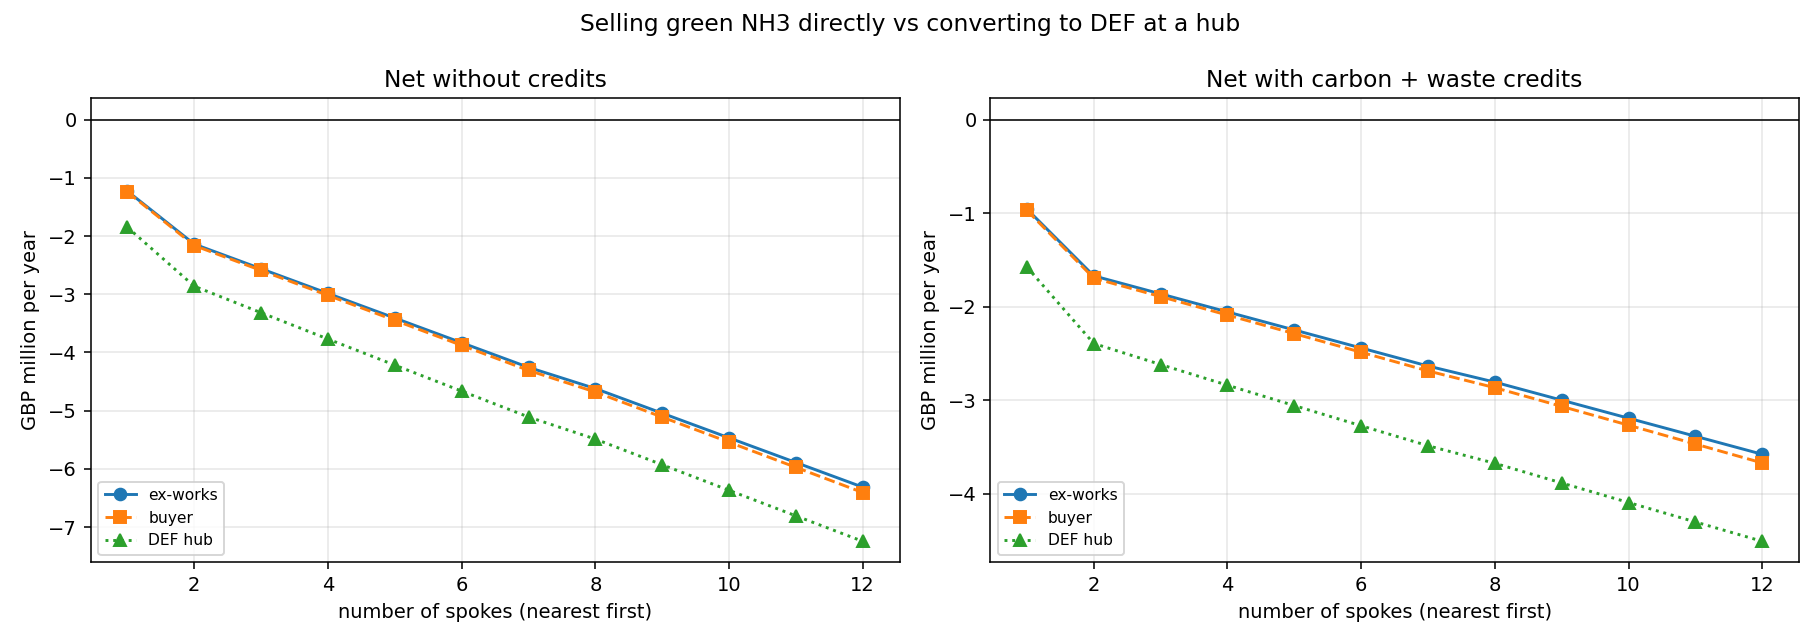 Selling green NH3 directly vs converting to DEF at a hub
Net without credits
GBP million per year
0
−1
−2
−3
−4
−5
−6
−7
ex-works
buyer
DEF hub
2 4 6 8 10 12
number of spokes (nearest first)
Net with carbon + waste credits
GBP million per year
0
−1
−2
−3
−4
ex-works
buyer
DEF hub
2 4 6 8 10 12
number of spokes (nearest first)